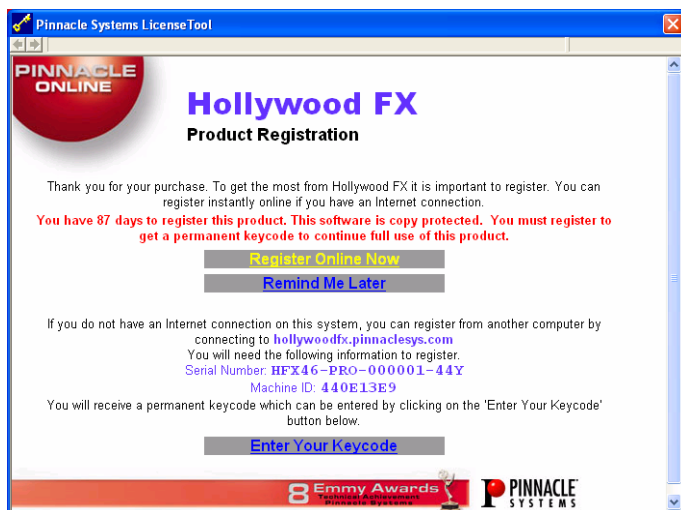 Pinnacle Systems LicenseTool
PINNACLE
ONLINE
Hollywood FX
Product Registration
Thank you for your purchase. To get the most from Hollywood FX it is important to register. You can
register instantly online if you have an Internet connection.
You have 87 days to register this product. This software is copy protected. You must register to
get a permanent keycode to continue full use of this product.
Register Online Now
Remind Me Later
If you do not have an Internet connection on this system, you can register from another computer by
connecting to hollywoodfx.pinnaclesys.com
You will need the following information to register.
Serial Number: HFX46-PRO-000001-44Y
Machine ID: 440E13E9
You will receive a permanent keycode which can be entered by clicking on the 'Enter Your Keycode'
button below.
Enter Your Keycode
8 Emmy Awards
Technical Achievement
Pinnacle Systems
PINNACLE
SYSTEMS